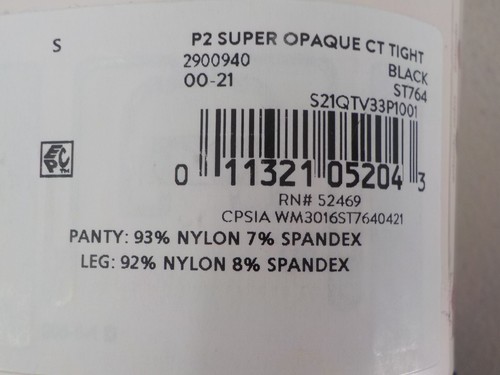 S
P2 SUPER OPAQUE CT TIGHT
2900940
BLACK
00-21
ST764
S21QTV33P1001
0 11321 05204 3
RN# 52469
CPSIA WM3016ST7640421
EPC™
PANTY: 93% NYLON 7% SPANDEX
LEG: 92% NYLON 8% SPANDEX